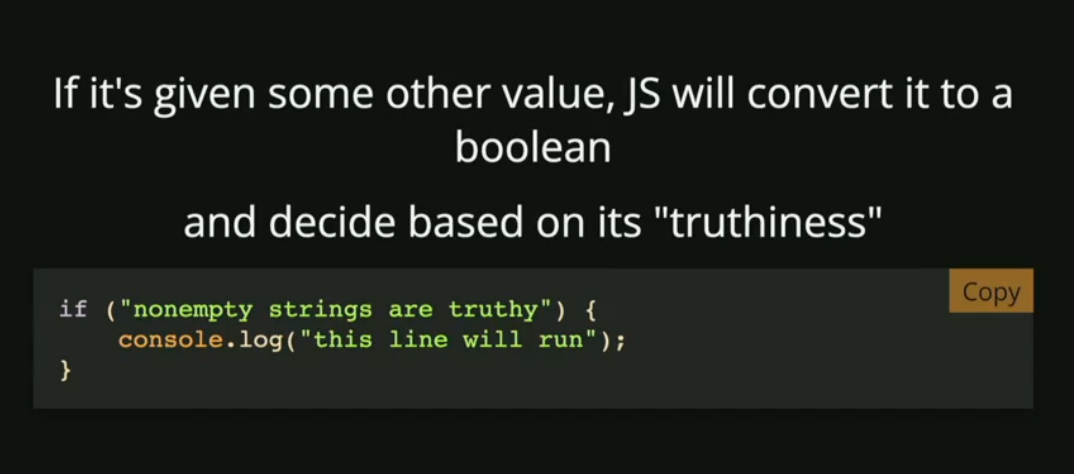 If it's given some other value, JS will convert it to a
boolean
and decide based on its "truthiness"
Copy
if ("nonempty strings are truthy") {
    console.log("this line will run");
}